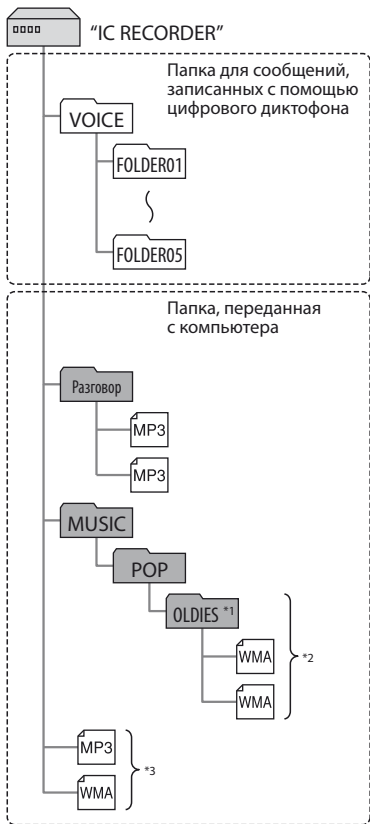 “IC RECORDER”
Папка для сообщений,
записанных с помощью
цифрового диктофона
VOICE
FOLDER01
FOLDER05
Папка, переданная
с компьютера
Разговор
MP3
MP3
MUSIC
POP
OLDIES *1
WMA
*2
WMA
MP3
*3
WMA